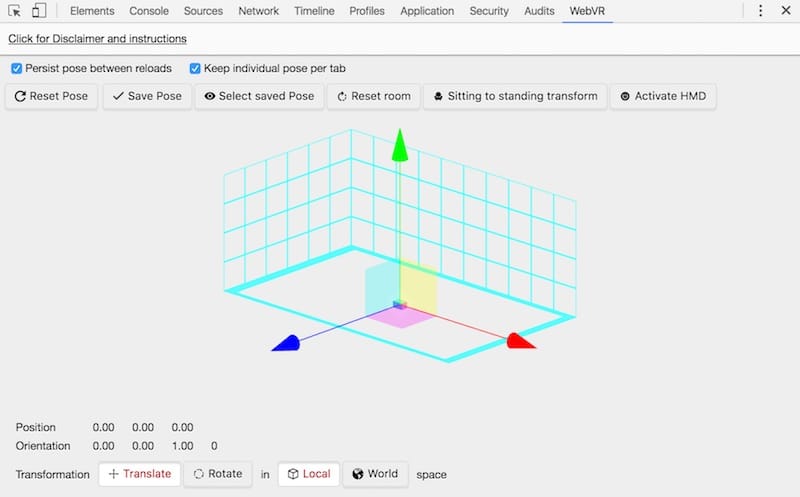 Elements Console Sources Network Timeline Profiles Application Security Audits WebVR
Click for Disclaimer and instructions
Persist pose between reloads Keep individual pose per tab
Reset Pose Save Pose Select saved Pose Reset room Sitting to standing transform Activate HMD
Position 0.00 0.00 0.00
Orientation 0.00 0.00 1.00 0
Transformation Translate Rotate in Local World space